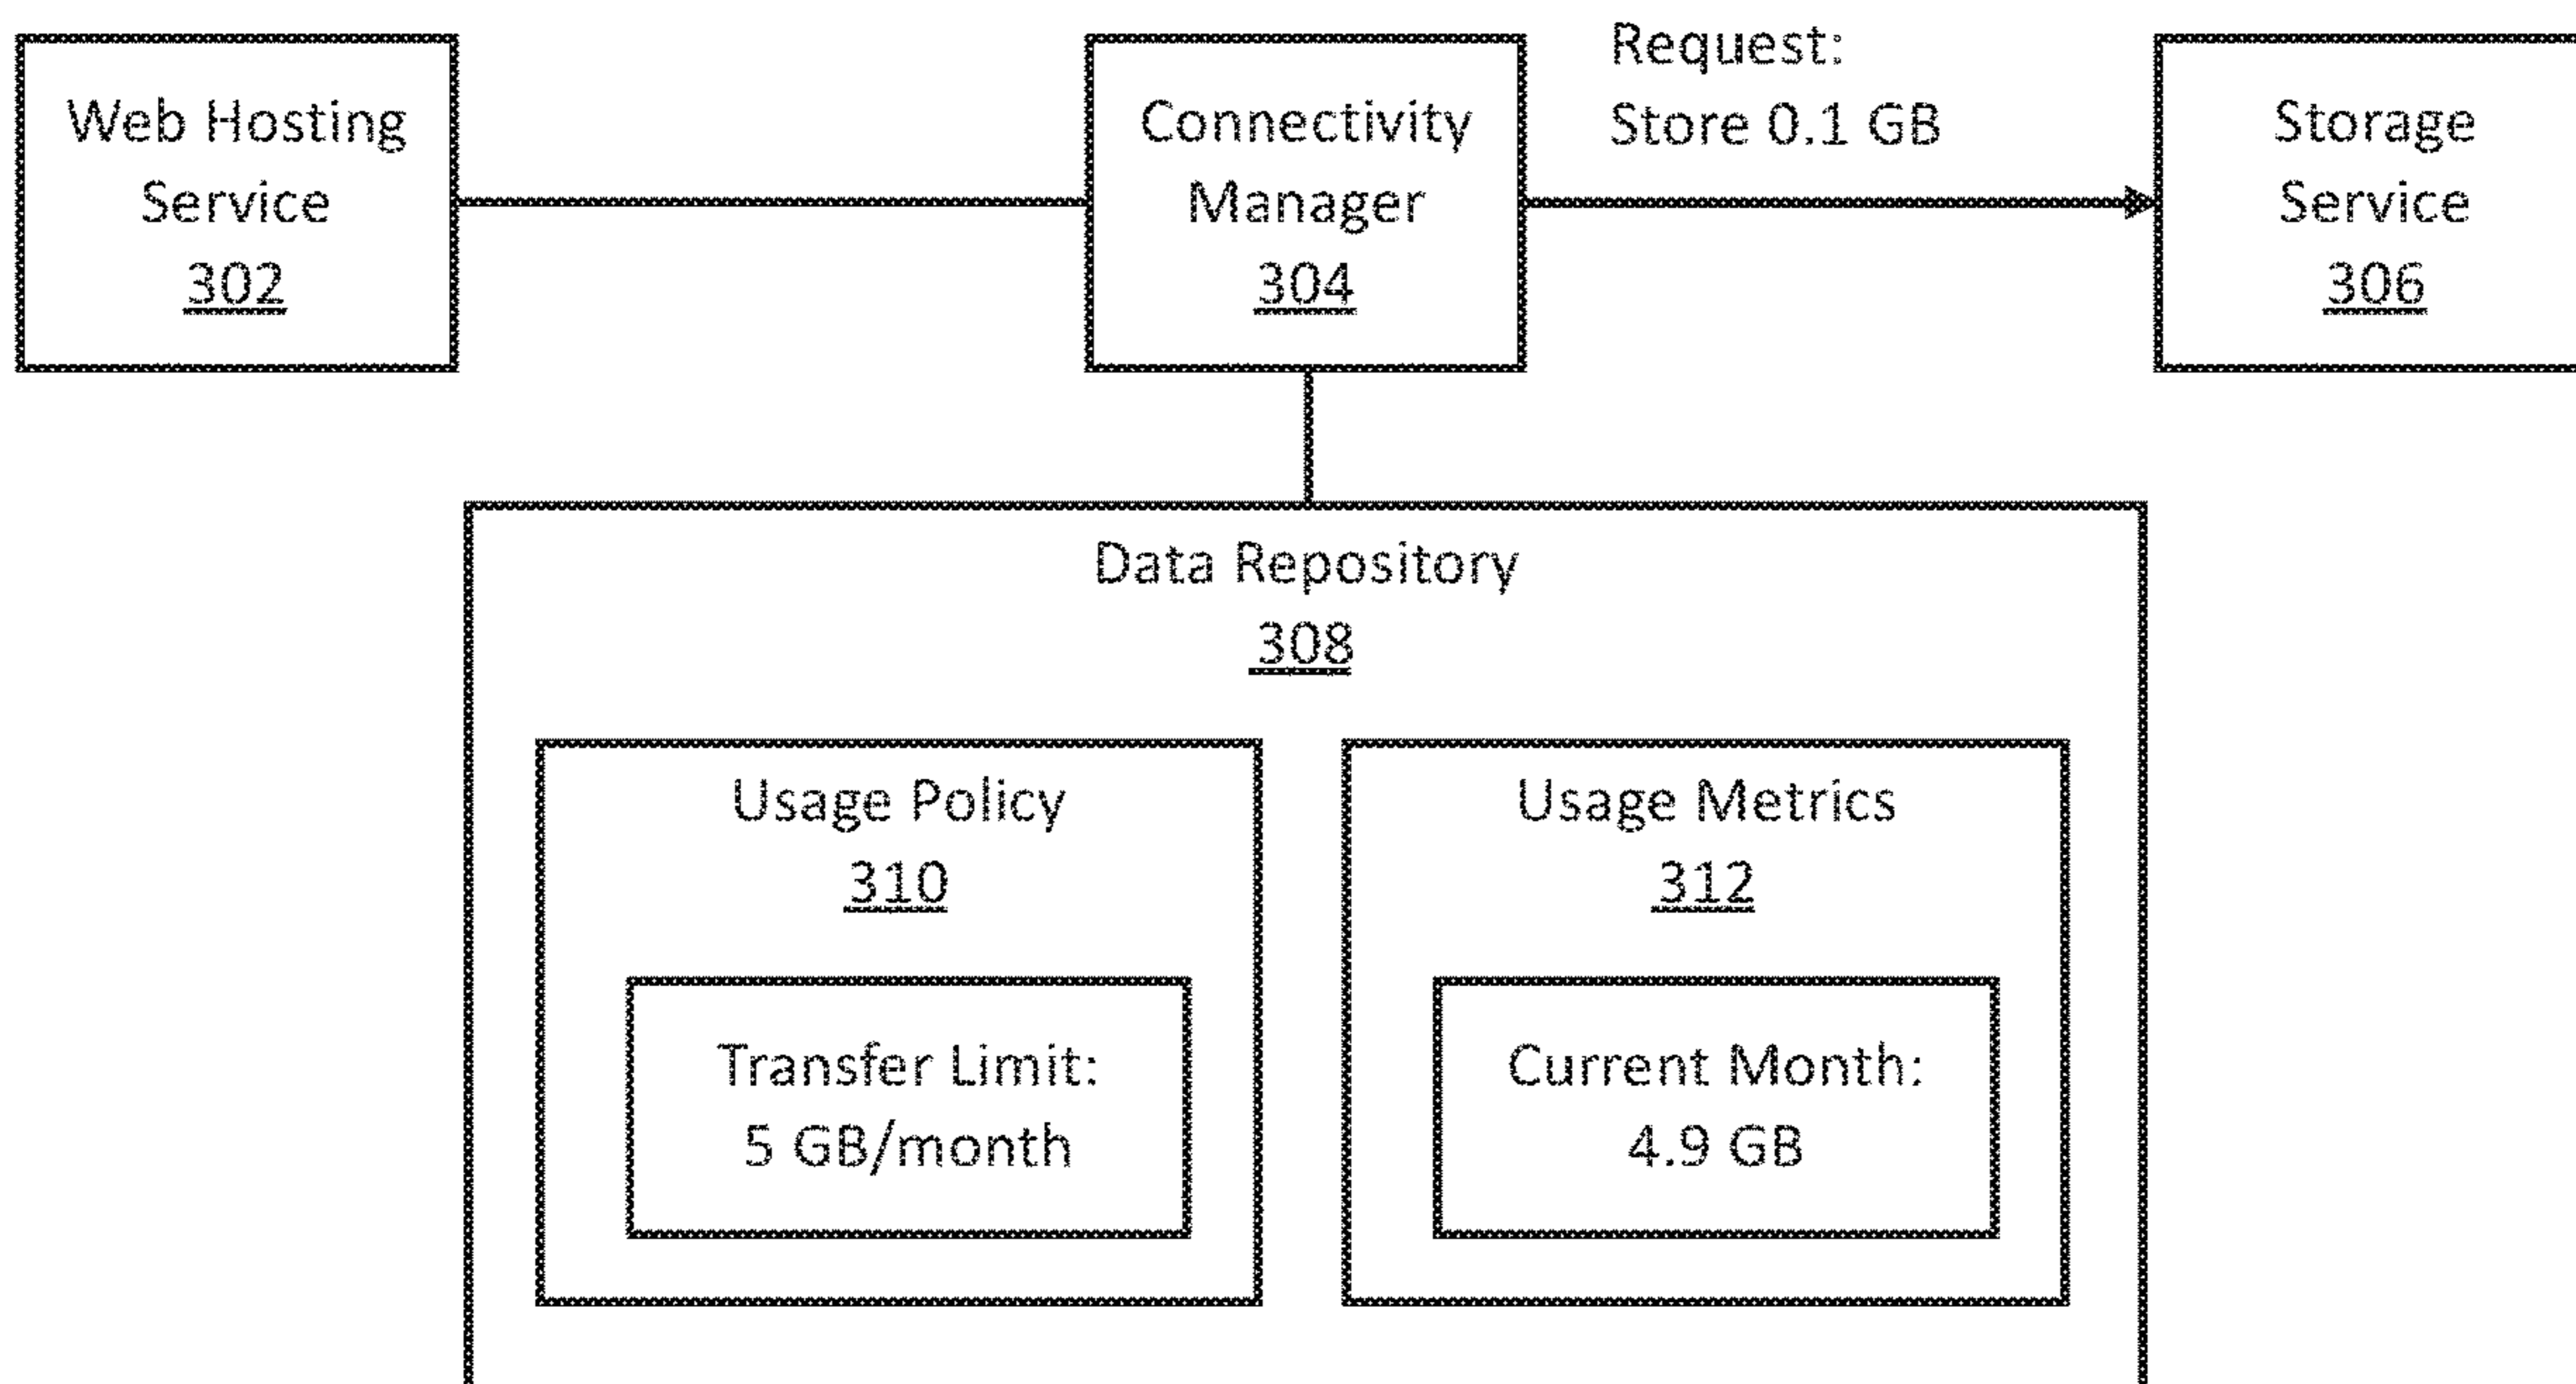 Web Hosting
Service
302
Connectivity
Manager
304
Request:
Store 0.1 GB
Storage
Service
306
Data Repository
308
Usage Policy
310
Transfer Limit:
5 GB/month
Usage Metrics
312
Current Month:
4.9 GB